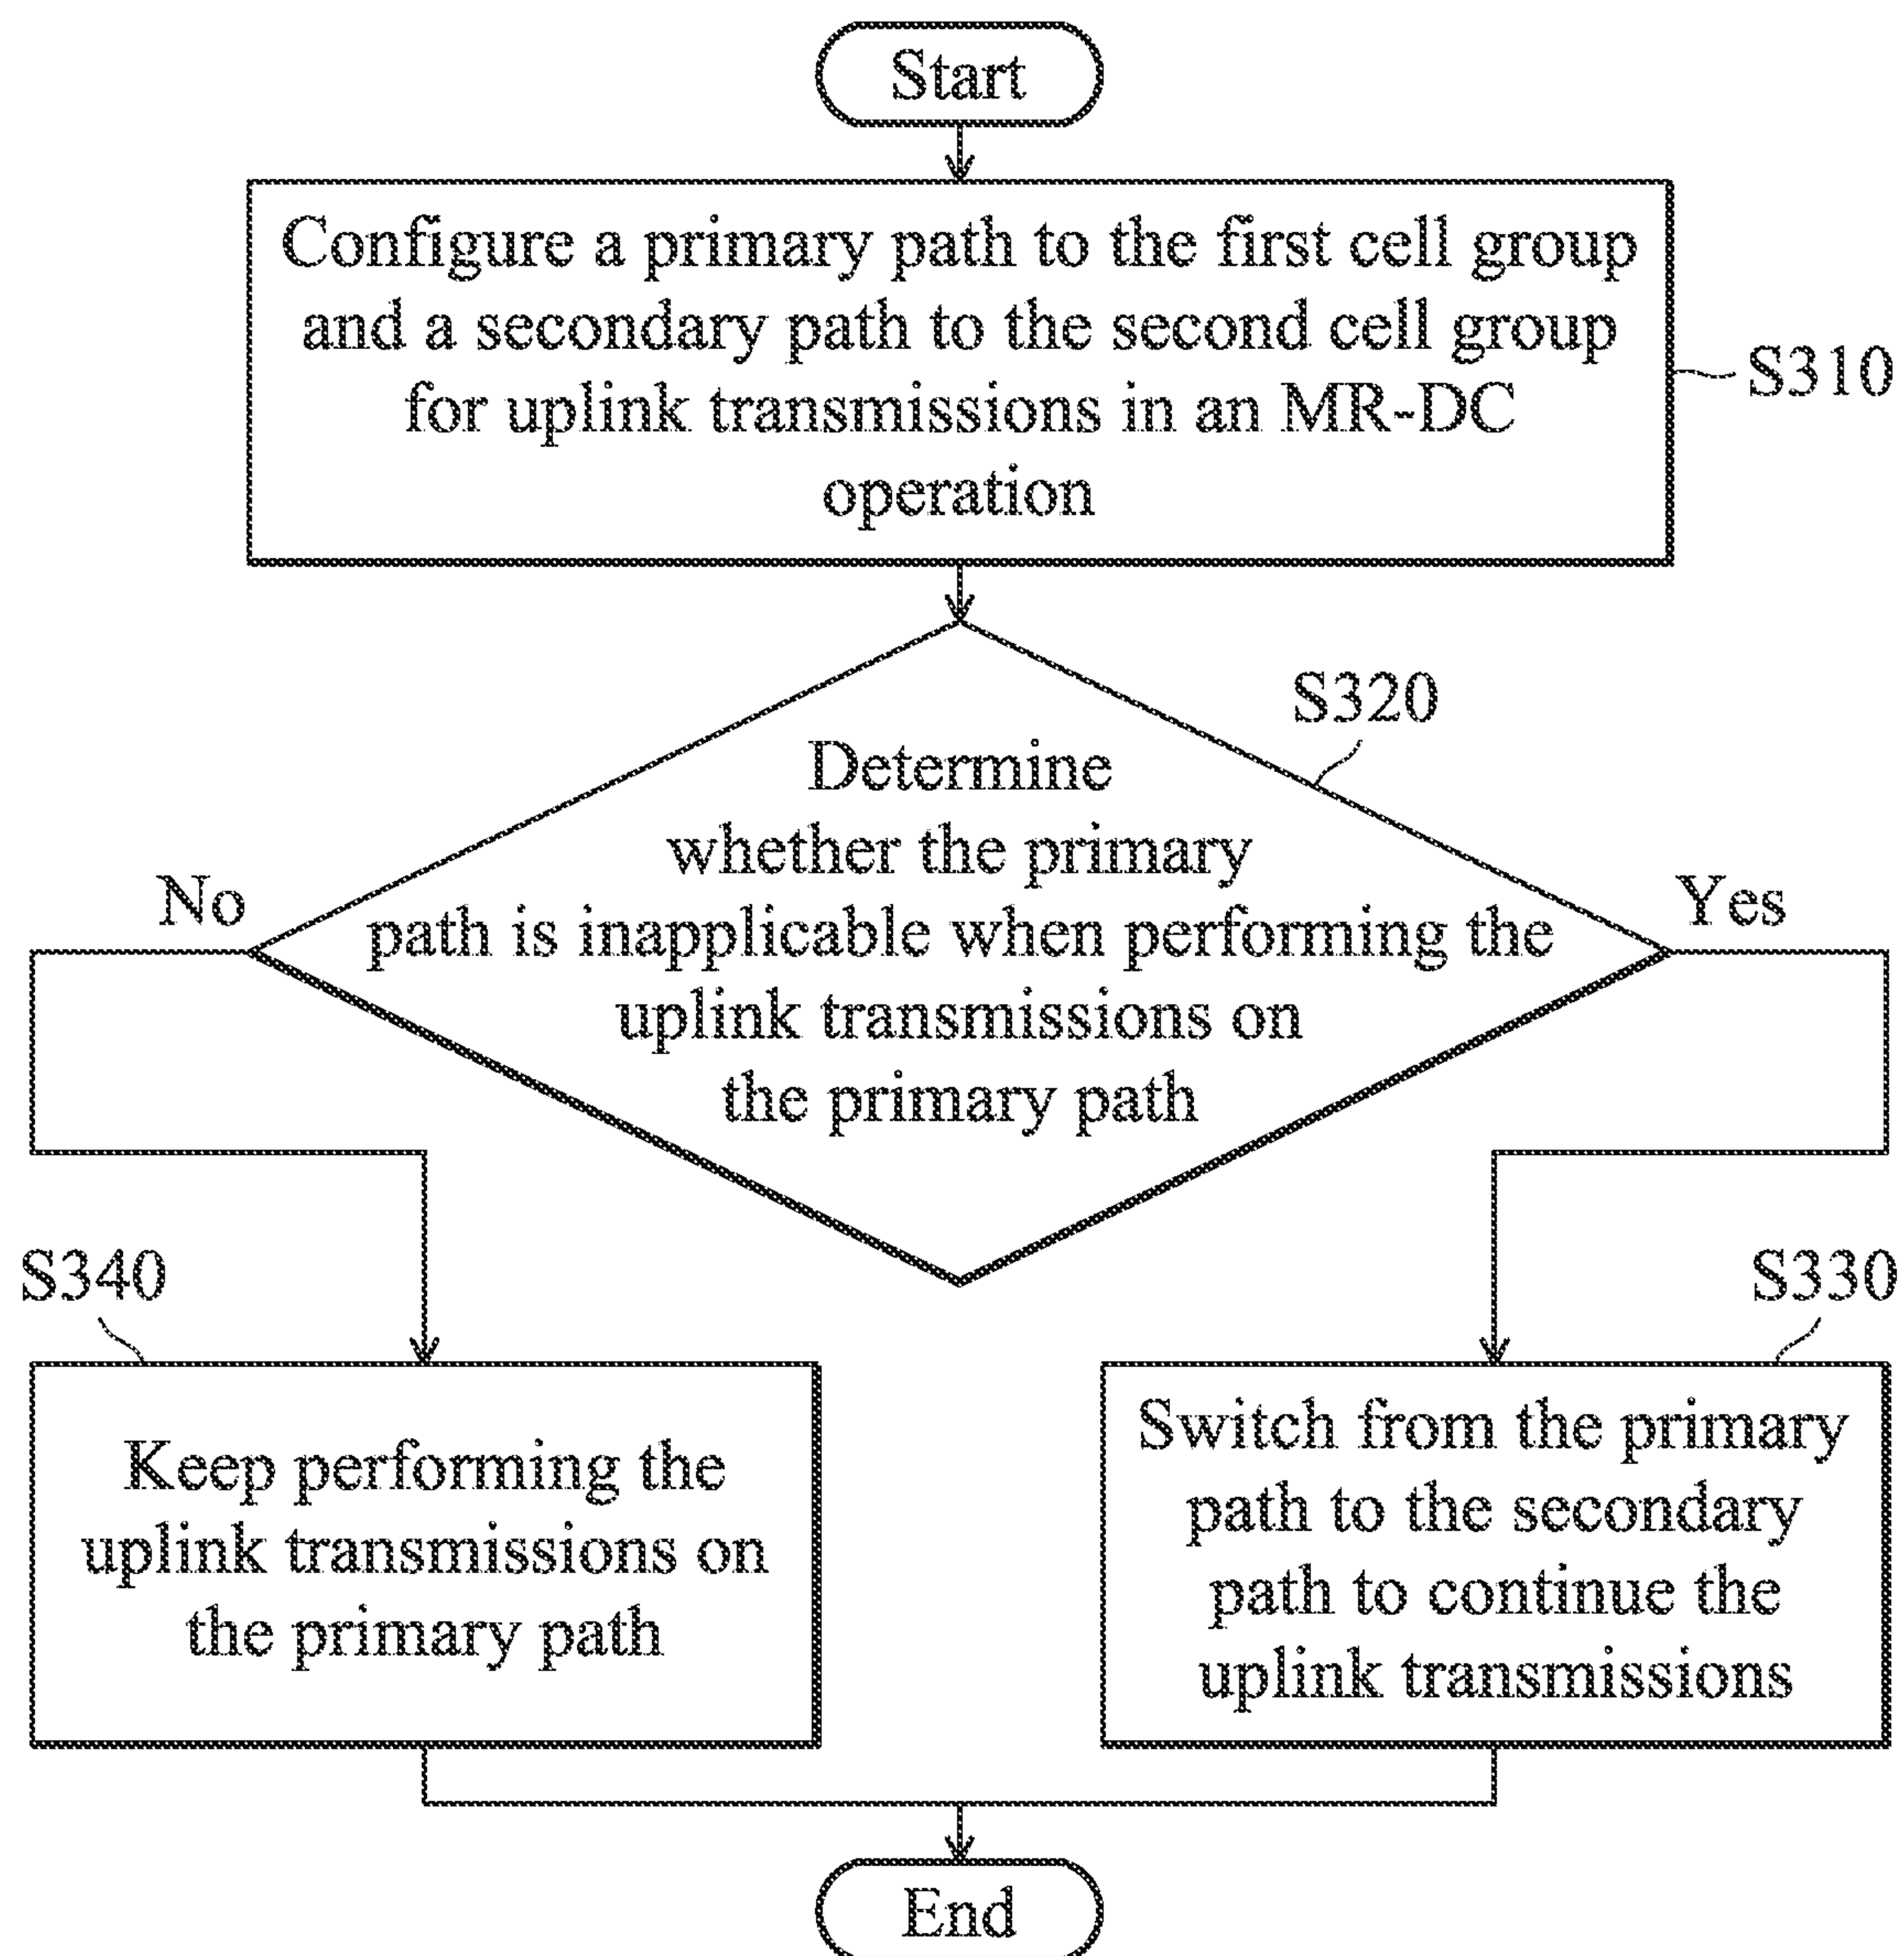 Start
Configure a primary path to the first cell group
and a secondary path to the second cell group
for uplink transmissions in an MR-DC
operation
S310
S320
Determine
whether the primary
path is inapplicable when performing the
uplink transmissions on
the primary path
No
Yes
S340
S330
Keep performing the
uplink transmissions on
the primary path
Switch from the primary
path to the secondary
path to continue the
uplink transmissions
End